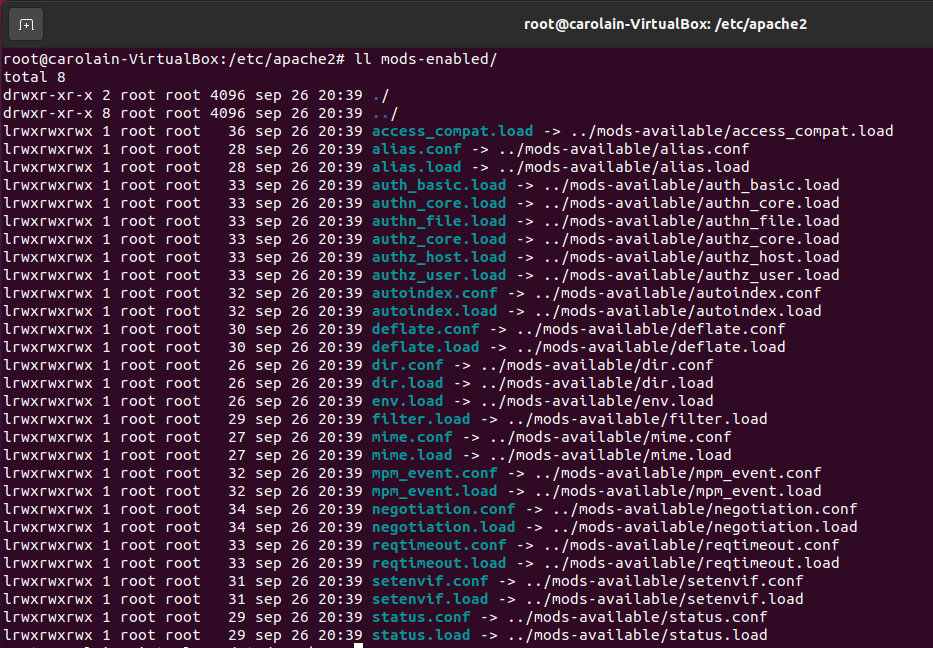 root@carolain-VirtualBox: /etc/apache2
root@carolain-VirtualBox:/etc/apache2# ll mods-enabled/
total 8
drwxr-xr-x 2 root root 4096 sep 26 20:39 ./
drwxr-xr-x 8 root root 4096 sep 26 20:39 ../
lrwxrwxrwx 1 root root   36 sep 26 20:39 access_compat.load -> ../mods-available/access_compat.load
lrwxrwxrwx 1 root root   28 sep 26 20:39 alias.conf -> ../mods-available/alias.conf
lrwxrwxrwx 1 root root   28 sep 26 20:39 alias.load -> ../mods-available/alias.load
lrwxrwxrwx 1 root root   33 sep 26 20:39 auth_basic.load -> ../mods-available/auth_basic.load
lrwxrwxrwx 1 root root   33 sep 26 20:39 authn_core.load -> ../mods-available/authn_core.load
lrwxrwxrwx 1 root root   33 sep 26 20:39 authn_file.load -> ../mods-available/authn_file.load
lrwxrwxrwx 1 root root   33 sep 26 20:39 authz_core.load -> ../mods-available/authz_core.load
lrwxrwxrwx 1 root root   33 sep 26 20:39 authz_host.load -> ../mods-available/authz_host.load
lrwxrwxrwx 1 root root   33 sep 26 20:39 authz_user.load -> ../mods-available/authz_user.load
lrwxrwxrwx 1 root root   32 sep 26 20:39 autoindex.conf -> ../mods-available/autoindex.conf
lrwxrwxrwx 1 root root   32 sep 26 20:39 autoindex.load -> ../mods-available/autoindex.load
lrwxrwxrwx 1 root root   30 sep 26 20:39 deflate.conf -> ../mods-available/deflate.conf
lrwxrwxrwx 1 root root   30 sep 26 20:39 deflate.load -> ../mods-available/deflate.load
lrwxrwxrwx 1 root root   26 sep 26 20:39 dir.conf -> ../mods-available/dir.conf
lrwxrwxrwx 1 root root   26 sep 26 20:39 dir.load -> ../mods-available/dir.load
lrwxrwxrwx 1 root root   26 sep 26 20:39 env.load -> ../mods-available/env.load
lrwxrwxrwx 1 root root   29 sep 26 20:39 filter.load -> ../mods-available/filter.load
lrwxrwxrwx 1 root root   27 sep 26 20:39 mime.conf -> ../mods-available/mime.conf
lrwxrwxrwx 1 root root   27 sep 26 20:39 mime.load -> ../mods-available/mime.load
lrwxrwxrwx 1 root root   32 sep 26 20:39 mpm_event.conf -> ../mods-available/mpm_event.conf
lrwxrwxrwx 1 root root   32 sep 26 20:39 mpm_event.load -> ../mods-available/mpm_event.load
lrwxrwxrwx 1 root root   34 sep 26 20:39 negotiation.conf -> ../mods-available/negotiation.conf
lrwxrwxrwx 1 root root   34 sep 26 20:39 negotiation.load -> ../mods-available/negotiation.load
lrwxrwxrwx 1 root root   33 sep 26 20:39 reqtimeout.conf -> ../mods-available/reqtimeout.conf
lrwxrwxrwx 1 root root   33 sep 26 20:39 reqtimeout.load -> ../mods-available/reqtimeout.load
lrwxrwxrwx 1 root root   31 sep 26 20:39 setenvif.conf -> ../mods-available/setenvif.conf
lrwxrwxrwx 1 root root   31 sep 26 20:39 setenvif.load -> ../mods-available/setenvif.load
lrwxrwxrwx 1 root root   29 sep 26 20:39 status.conf -> ../mods-available/status.conf
lrwxrwxrwx 1 root root   29 sep 26 20:39 status.load -> ../mods-available/status.load